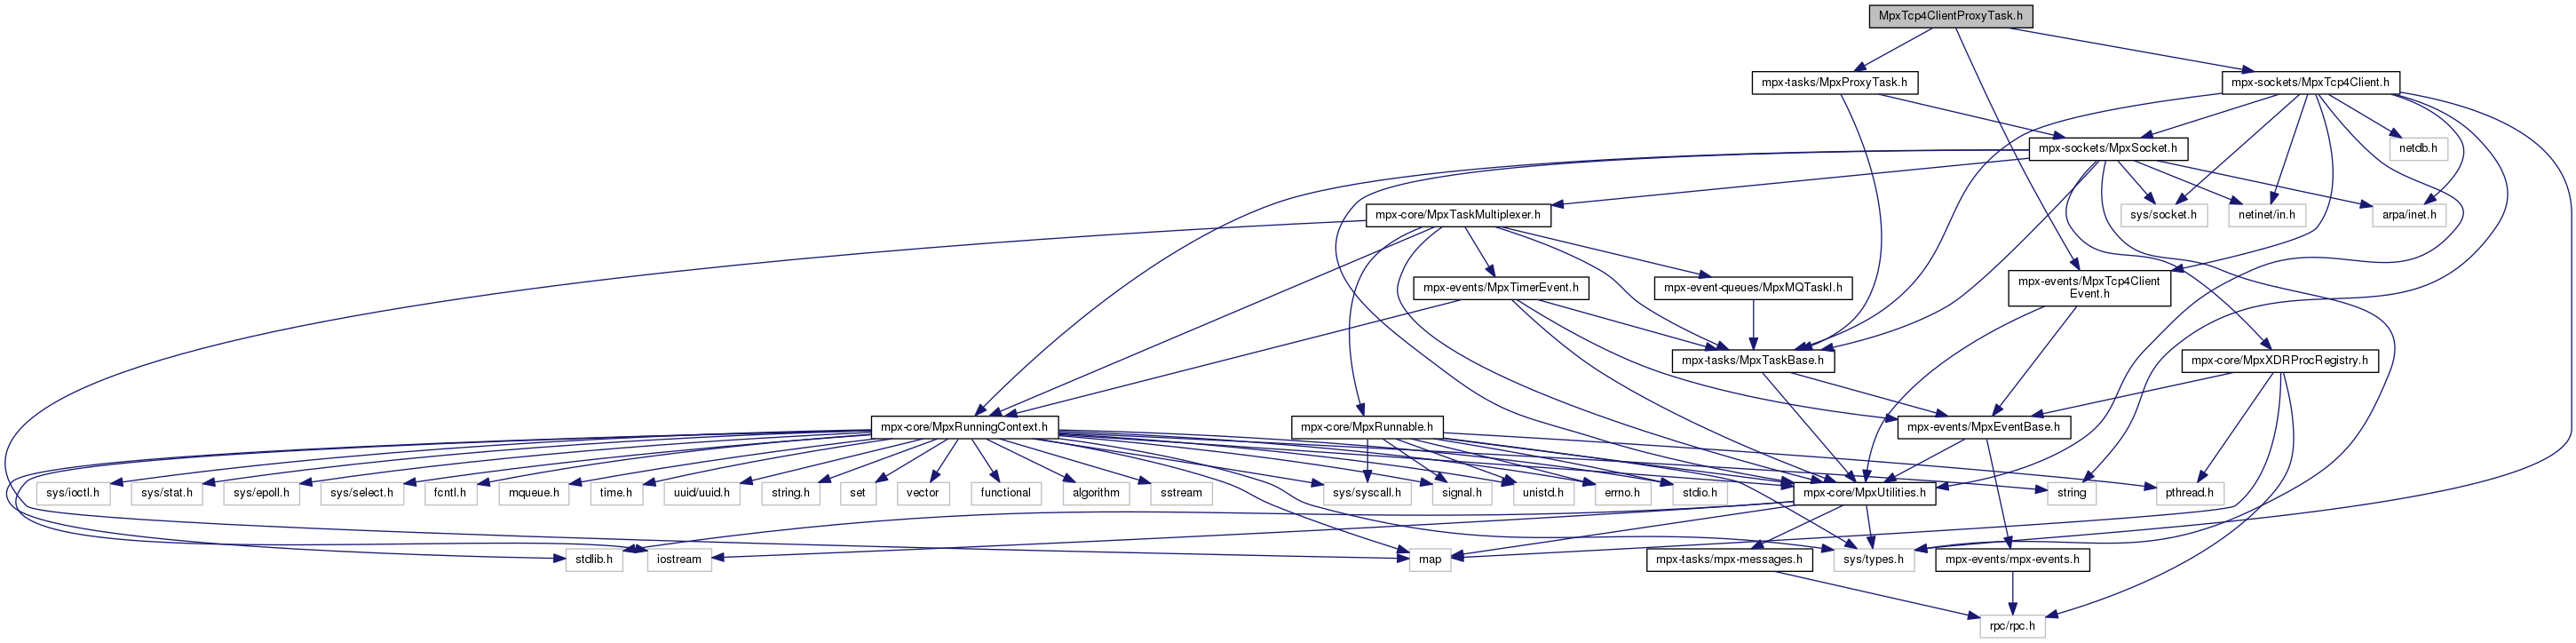 MpxTcp4ClientProxyTask.h
mpx-tasks/MpxProxyTask.h
mpx-sockets/MpxTcp4Client.h
mpx-sockets/MpxSocket.h
netdb.h
mpx-core/MpxTaskMultiplexer.h
sys/socket.h
netinet/in.h
arpa/inet.h
mpx-events/MpxTimerEvent.h
mpx-event-queues/MpxMQTaskI.h
mpx-events/MpxTcp4Client
Event.h
mpx-tasks/MpxTaskBase.h
mpx-core/MpxXDRProcRegistry.h
mpx-core/MpxRunningContext.h
mpx-core/MpxRunnable.h
mpx-events/MpxEventBase.h
sys/ioctl.h
sys/stat.h
sys/epoll.h
sys/select.h
fcntl.h
mqueue.h
time.h
uuid/uuid.h
string.h
set
vector
functional
algorithm
sstream
sys/syscall.h
signal.h
unistd.h
errno.h
stdio.h
mpx-core/MpxUtilities.h
string
pthread.h
stdlib.h
iostream
map
mpx-tasks/mpx-messages.h
sys/types.h
mpx-events/mpx-events.h
rpc/rpc.h